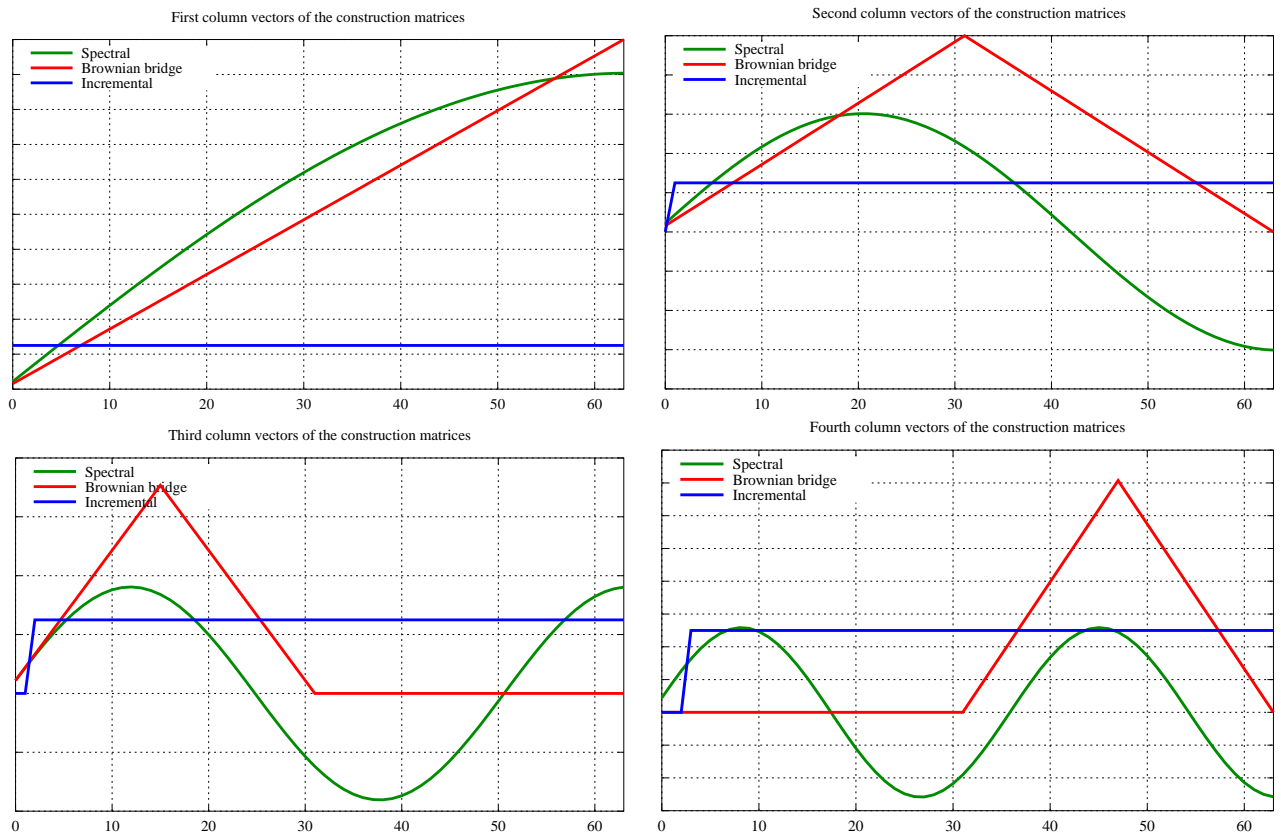 First column vectors of the construction matrices
Spectral
Brownian bridge
Incremental
0 10 20 30 40 50 60
Second column vectors of the construction matrices
Spectral
Brownian bridge
Incremental
0 10 20 30 40 50 60
Third column vectors of the construction matrices
Spectral
Brownian bridge
Incremental
0 10 20 30 40 50 60
Fourth column vectors of the construction matrices
Spectral
Brownian bridge
Incremental
0 10 20 30 40 50 60